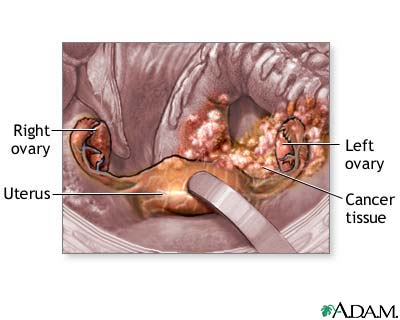 Right
ovary
Uterus
Left
ovary
Cancer
tissue
A.D.A.M.